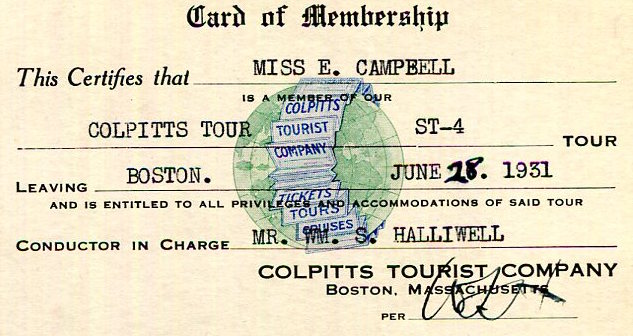 Card of Membership
This Certifies that MISS E. CAMPBELL
IS A MEMBER OF OUR
COLPITTS TOUR ST-4 TOUR
LEAVING BOSTON. JUNE 28. 1931
AND IS ENTITLED TO ALL PRIVILEGES AND ACCOMMODATIONS OF SAID TOUR
CONDUCTOR IN CHARGE MR. WM. S. HALLIWELL
COLPITTS TOURIST COMPANY
BOSTON, MASSACHUSETTS
PER
COLPITTS
TOURIST
COMPANY
TICKETS
TOURS
CRUISES